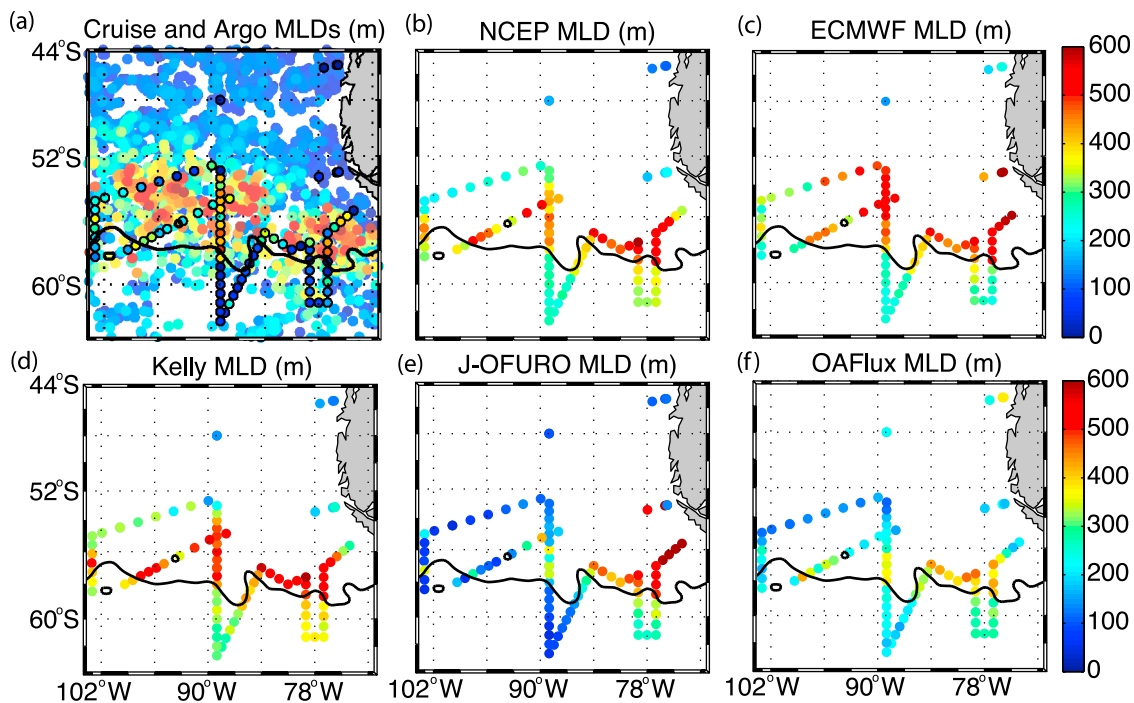 (a) Cruise and Argo MLDs (m)
(b) NCEP MLD (m)
(c) ECMWF MLD (m)
44°S
52°S
60°S
600
500
400
300
200
100
0
(d) Kelly MLD (m)
(e) J-OFURO MLD (m)
(f) OAFlux MLD (m)
44°S
52°S
60°S
102°W 90°W 78°W
102°W 90°W 78°W
102°W 90°W 78°W
600
500
400
300
200
100
0